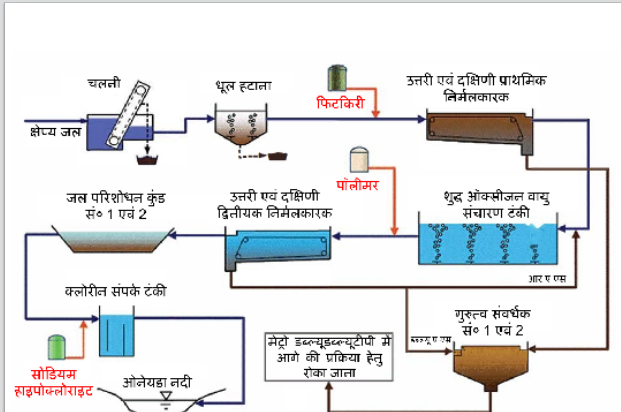 चलनी
धूल हटाना
उत्तरी एवं दक्षिणी प्राथमिक
निर्मलकारक
फिटकिरी
क्षेप्य जल
पॉलीमर
जल परिशोधन कुंड
सं० 1 एवं 2
उत्तरी एवं दक्षिणी
द्वितीयक निर्मलकारक
शुद्ध ऑक्सीजन वायु
संचारण टंकी
आर ए एस
क्लोरीन संपर्क टंकी
गुरुत्व संवर्धक
सं० 1 एवं 2
मेट्रो डब्ल्यूडब्ल्यूटीपी में
आगे की प्रक्रिया हेतु
रोका जाता
सोडियम
हाइपोक्लोराइट
ओनेयडा नदी